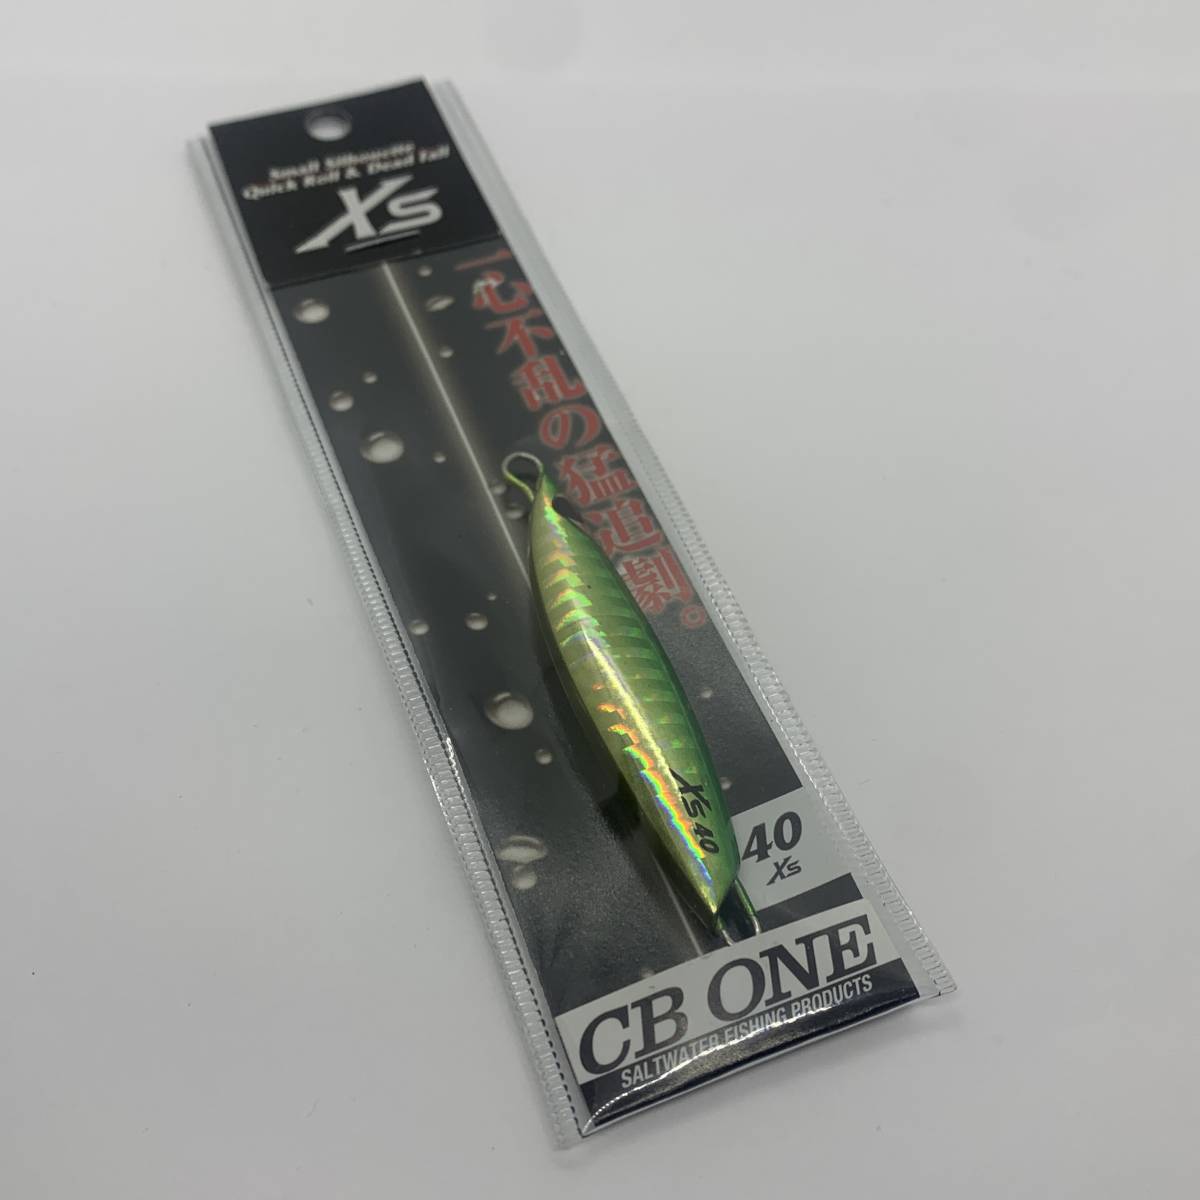 Small Silhouette
Quick Roll & Dead Fall
XS
一心不乱の猛追劇。
XS 40
40
XS
CB ONE
SALTWATER FISHING PRODUCTS